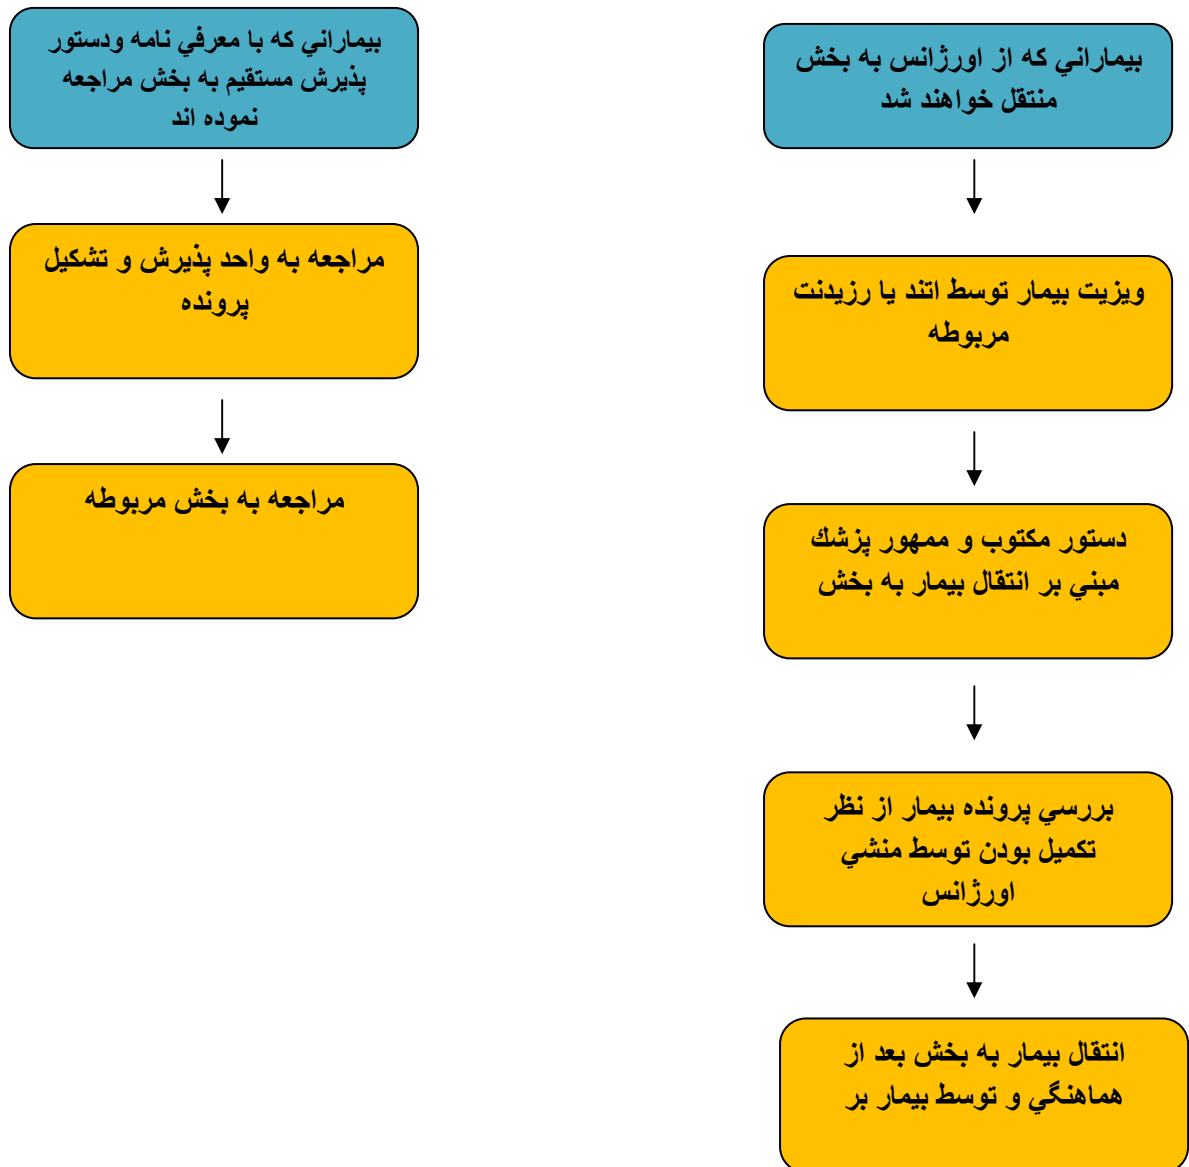 بيماراني كه از اورژانس به بخش
منتقل خواهند شد
ويزيت بيمار توسط اتند يا رزيدنت
مربوطه
دستور مكتوب و ممهور پزشك
مبني بر انتقال بيمار به بخش
بررسي پرونده بيمار از نظر
تكميل بودن توسط منشي
اورژانس
انتقال بيمار به بخش بعد از
هماهنگي و توسط بيمار بر
بيماراني كه با معرفي نامه ودستور
پذيرش مستقيم به بخش مراجعه
نموده اند
مراجعه به واحد پذيرش و تشكيل
پرونده
مراجعه به بخش مربوطه